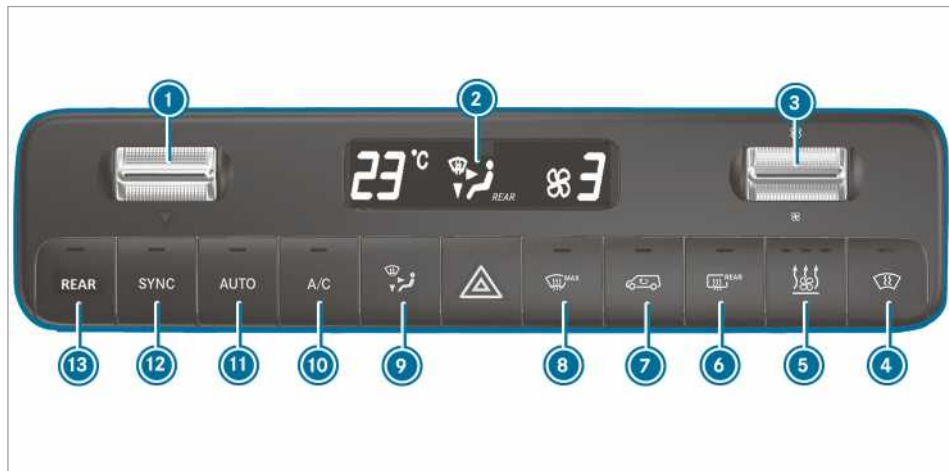 1 2 3
23 °C REAR 3
REAR SYNC AUTO A/C MAX REAR
13 12 11 10 9 8 7 6 5 4